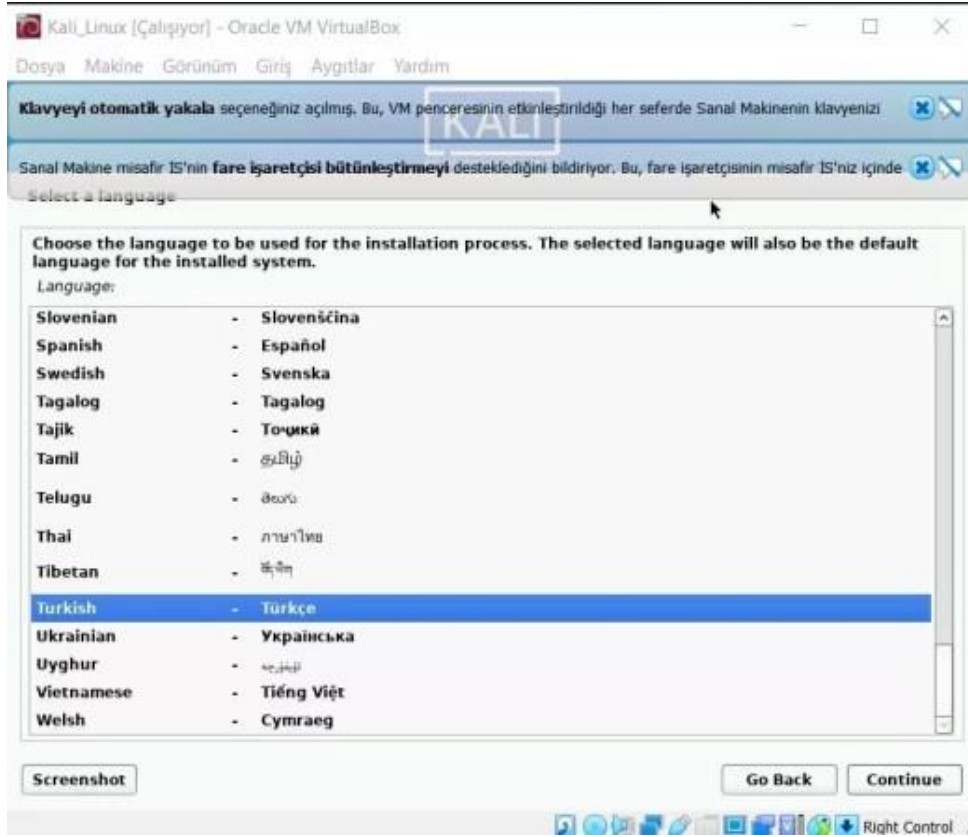 Kali_Linux [Çalışıyor] - Oracle VM VirtualBox
Dosya Makine Görünüm Giriş Aygıtlar Yardım
Klavyeyi otomatik yakala seçeneğiniz açılmış. Bu, VM penceresinin etkinleştirildiği her seferde Sanal Makinenin klavyenizi
KALI
Sanal Makine misafir İS'nin fare işaretçisi bütünleştirmeyi desteklediğini bildiriyor. Bu, fare işaretçisinin misafir İS'niz içinde
Select a language
Choose the language to be used for the installation process. The selected language will also be the default
language for the installed system.
Language:
Slovenian - Slovenščina
Spanish - Español
Swedish - Svenska
Tagalog - Tagalog
Tajik - Тоҷикӣ
Tamil - தமிழ்
Telugu - తెలుగు
Thai - ภาษาไทย
Tibetan -
Turkish - Türkçe
Ukrainian - Українська
Uyghur -
Vietnamese - Tiếng Việt
Welsh - Cymraeg
Screenshot Go Back Continue
Right Control